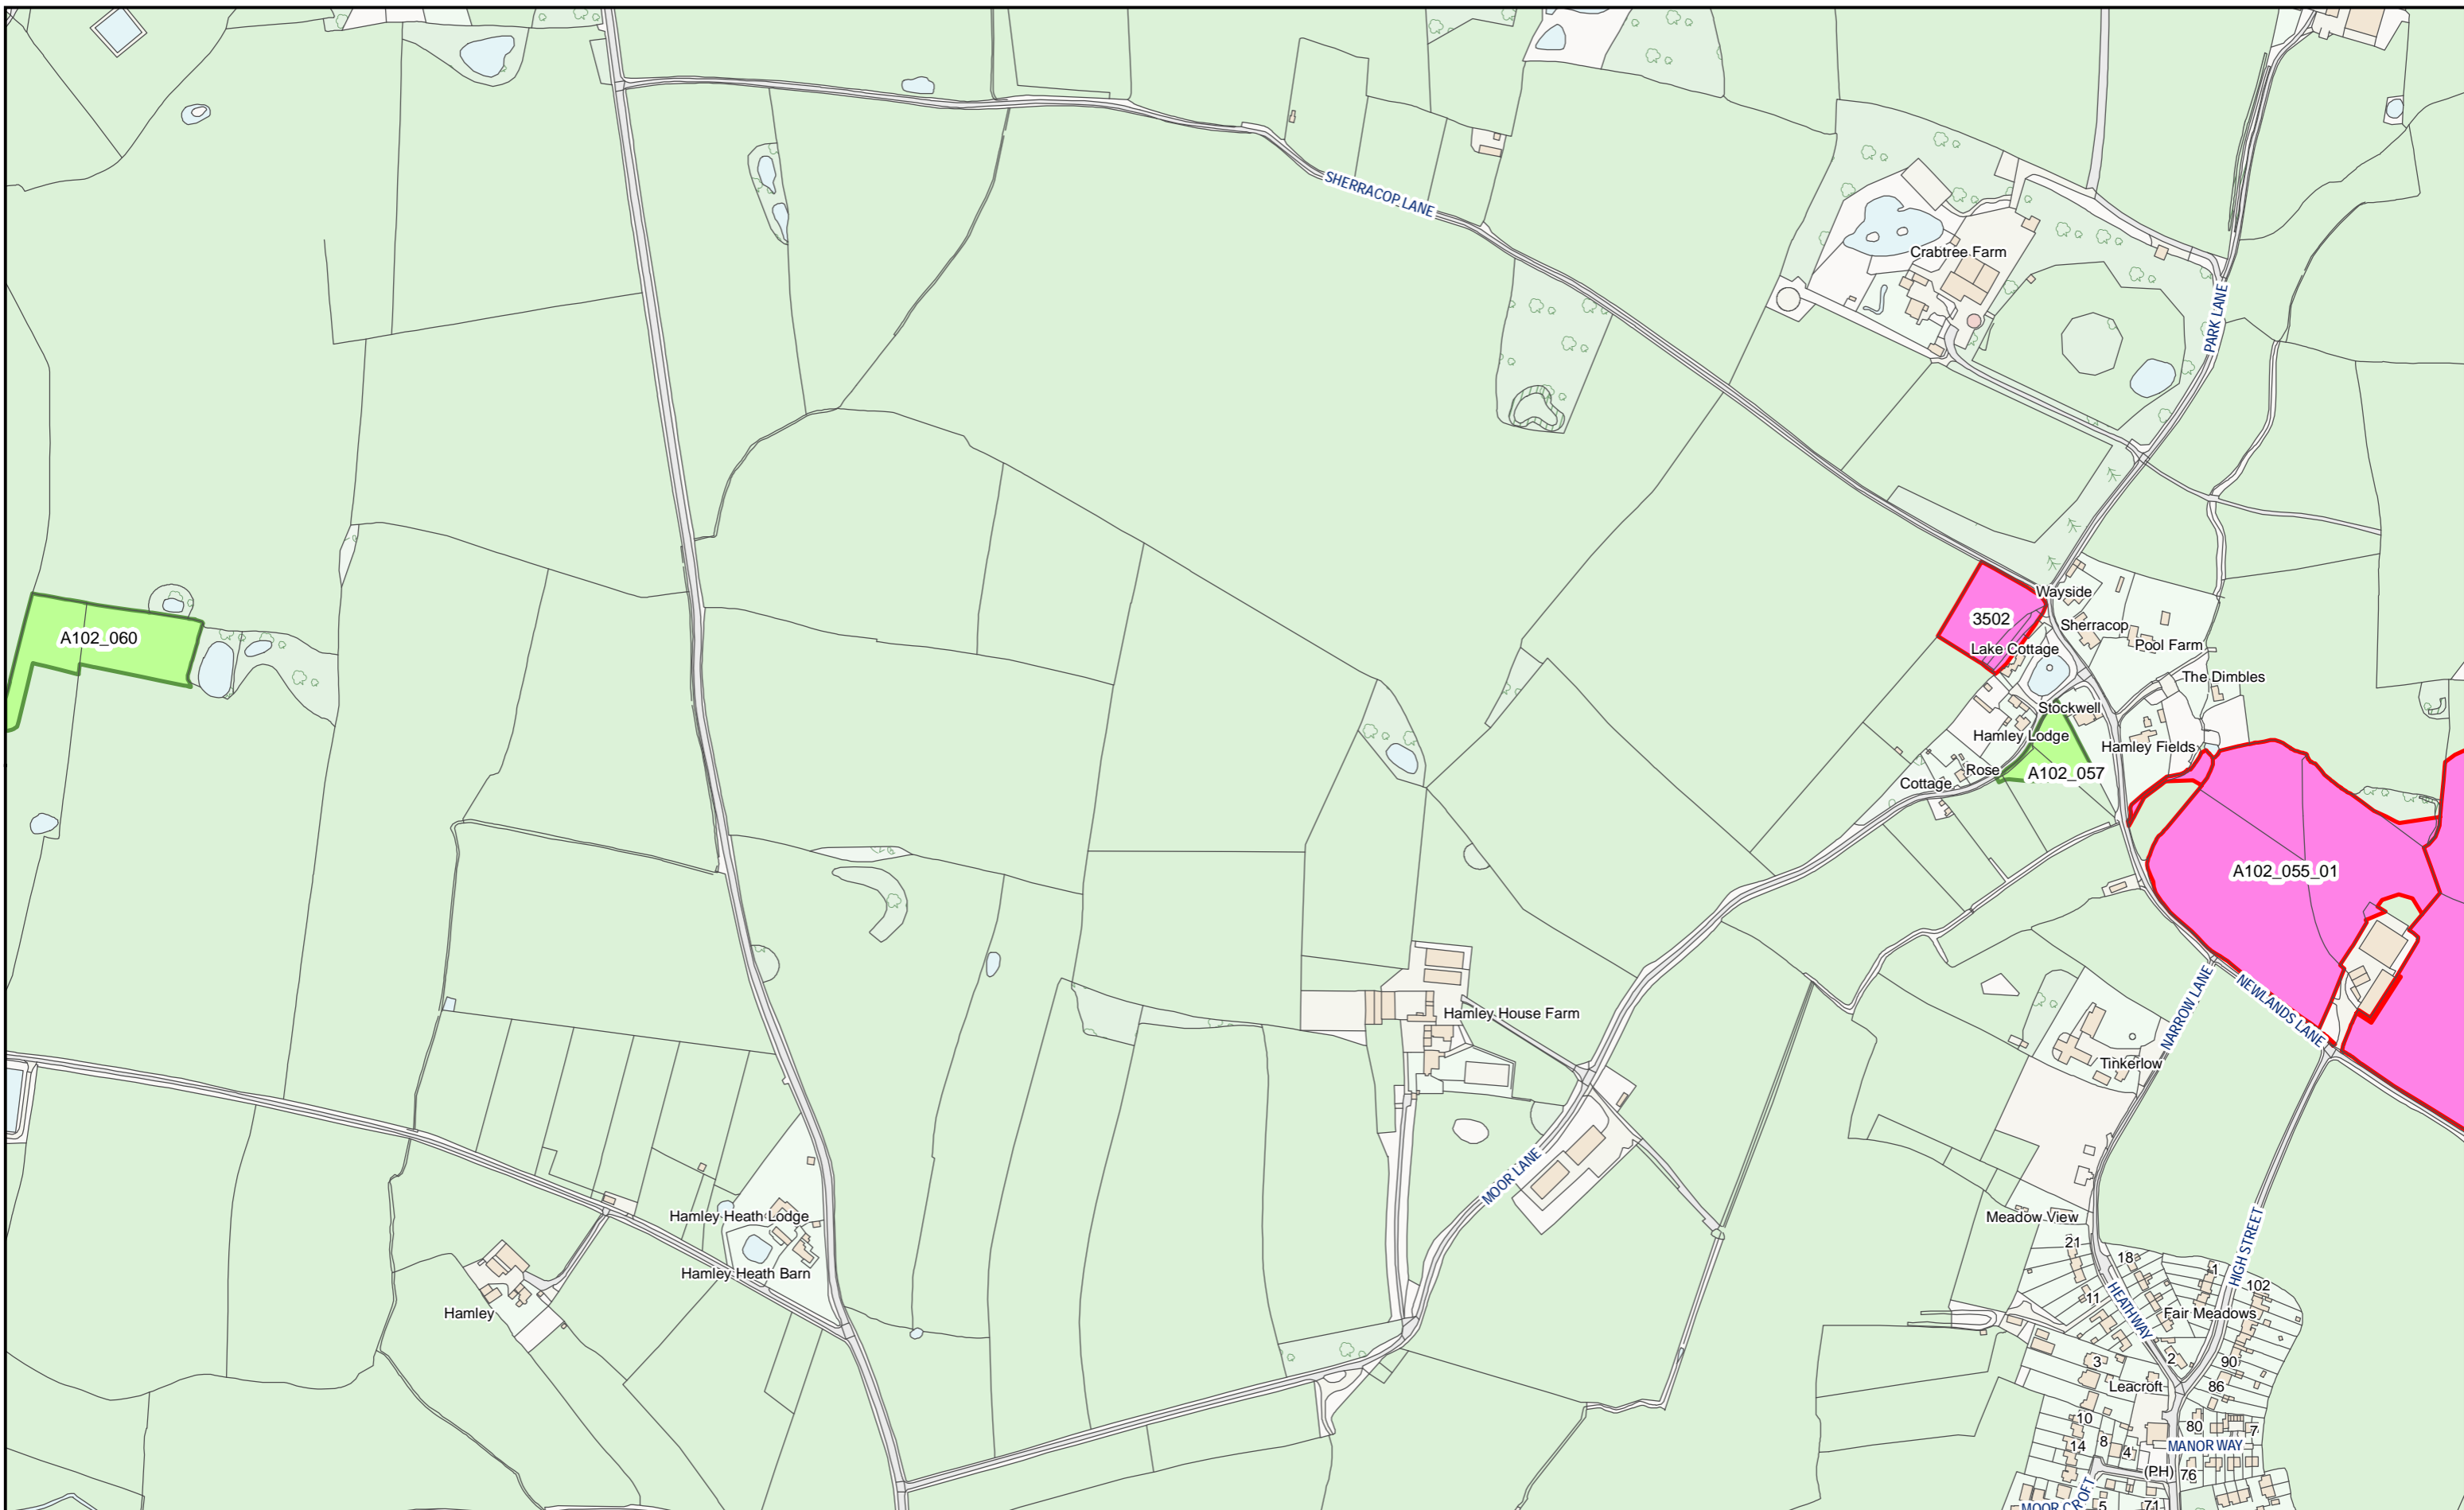 SHERRACOP LANE
Crabtree Farm
PARK LANE
Wayside
3502
Sherracop
A102_060
Lake Cottage
Pool Farm
The Dimbles
Stockwell
Hamley Lodge
Hamley Fields
Rose
A102_057
Cottage
A102_055_01
NARROW LANE
NEWLANDS LANE
Hamley House Farm
Tinkerlow
MOOR LANE
Hamley Heath Lodge
Meadow View
HIGH STREET
21
18
1
Hamley Heath Barn
102
11
HEATHWAY
Hamley
Fair Meadows
3
2
90
Leacroft
86
10
80
7
14
8
4
MANOR WAY
(PH)
76
MOOR CROFT
5
71